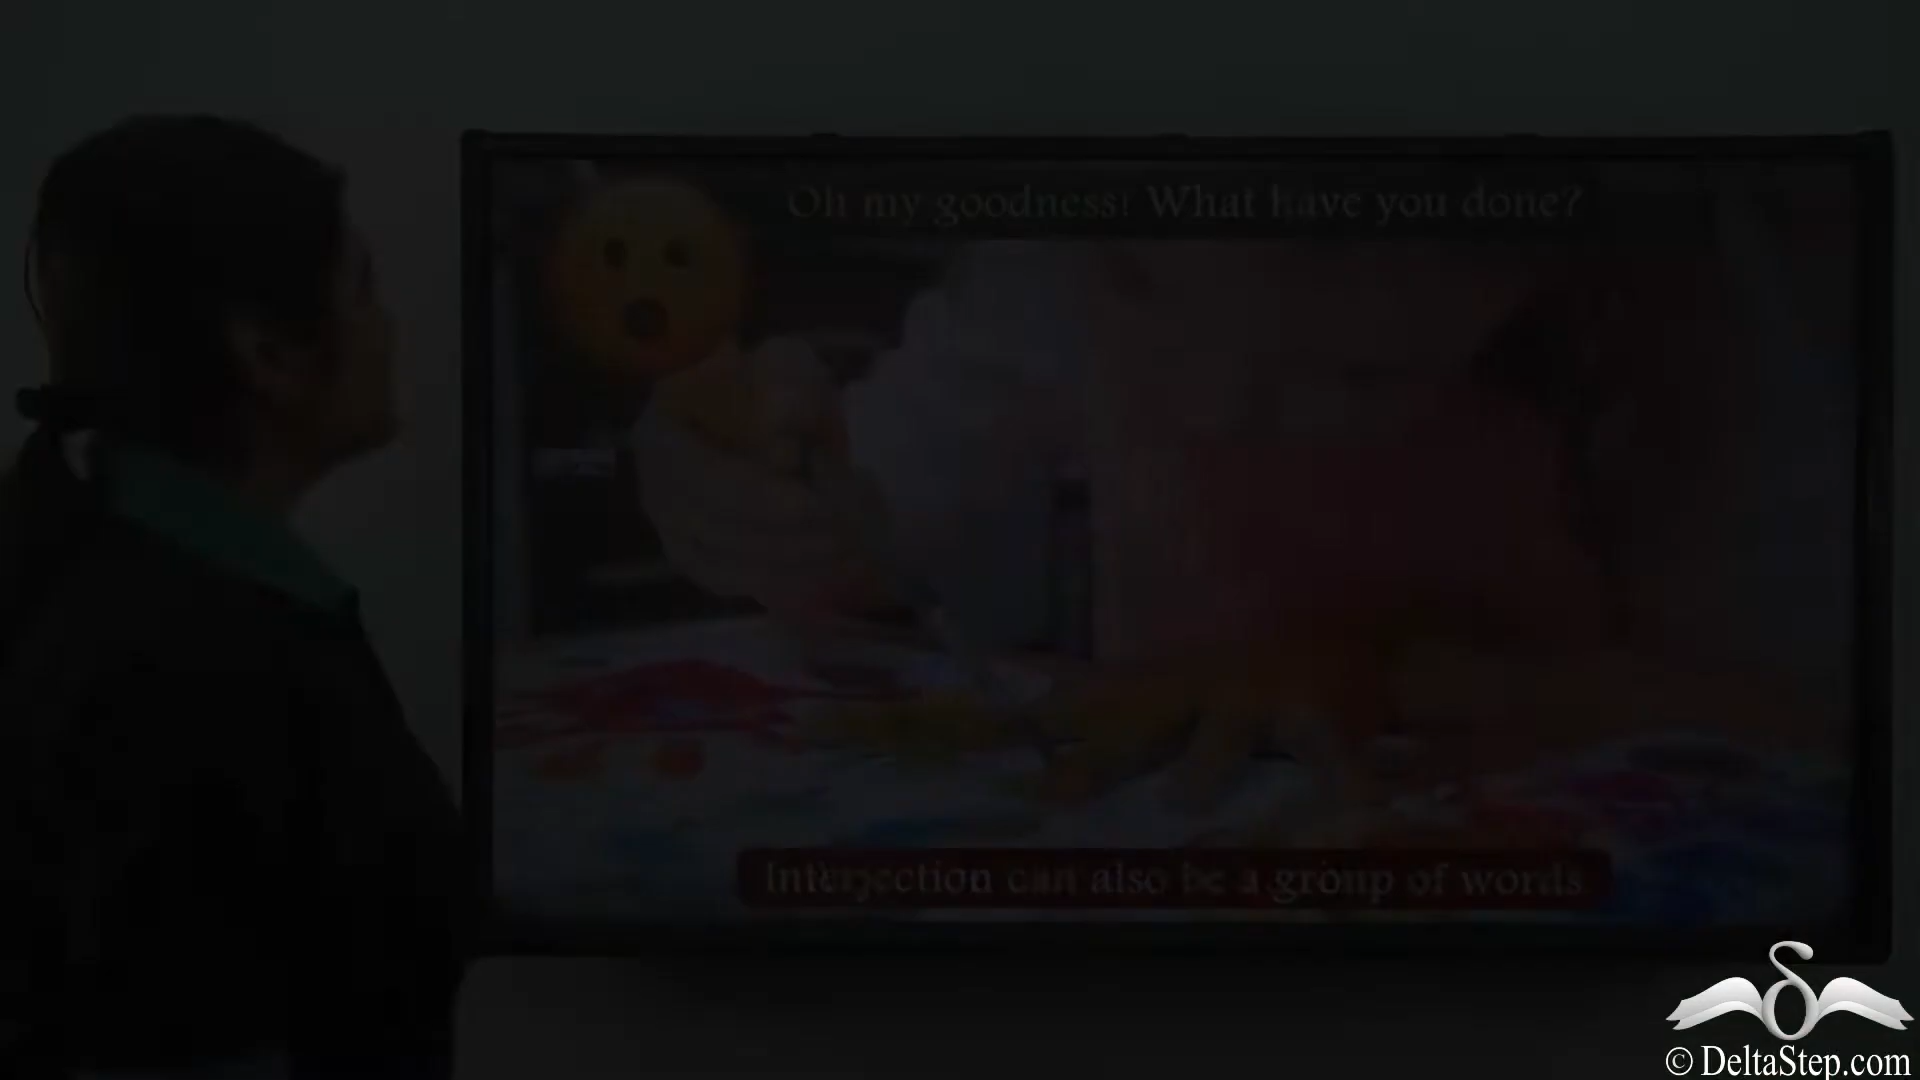 Oh my goodness! What have you done?
Interjection can also be a group of words
© DeltaStep.com